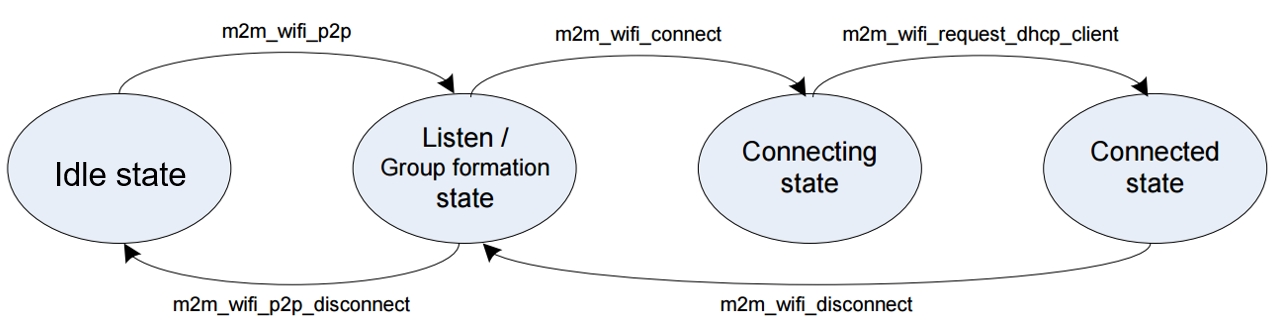 m2m_wifi_p2p
m2m_wifi_connect
m2m_wifi_request_dhcp_client
Idle state
Listen /
Group formation
state
Connecting
state
Connected
state
m2m_wifi_p2p_disconnect
m2m_wifi_disconnect